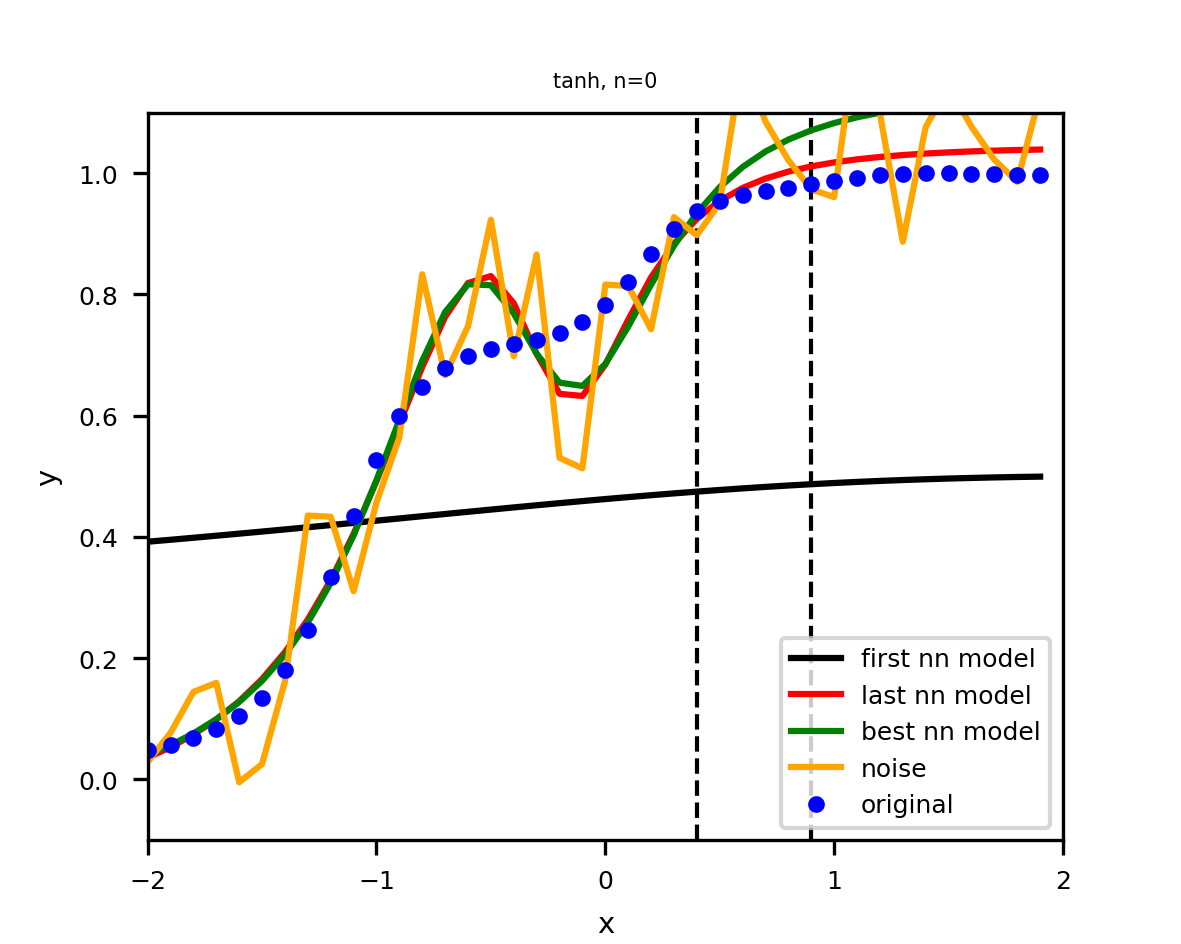 tanh, n=0
y
1.0
0.8
0.6
0.4
0.2
0.0
first nn model
last nn model
best nn model
noise
original
−2 −1 0 1 2
x